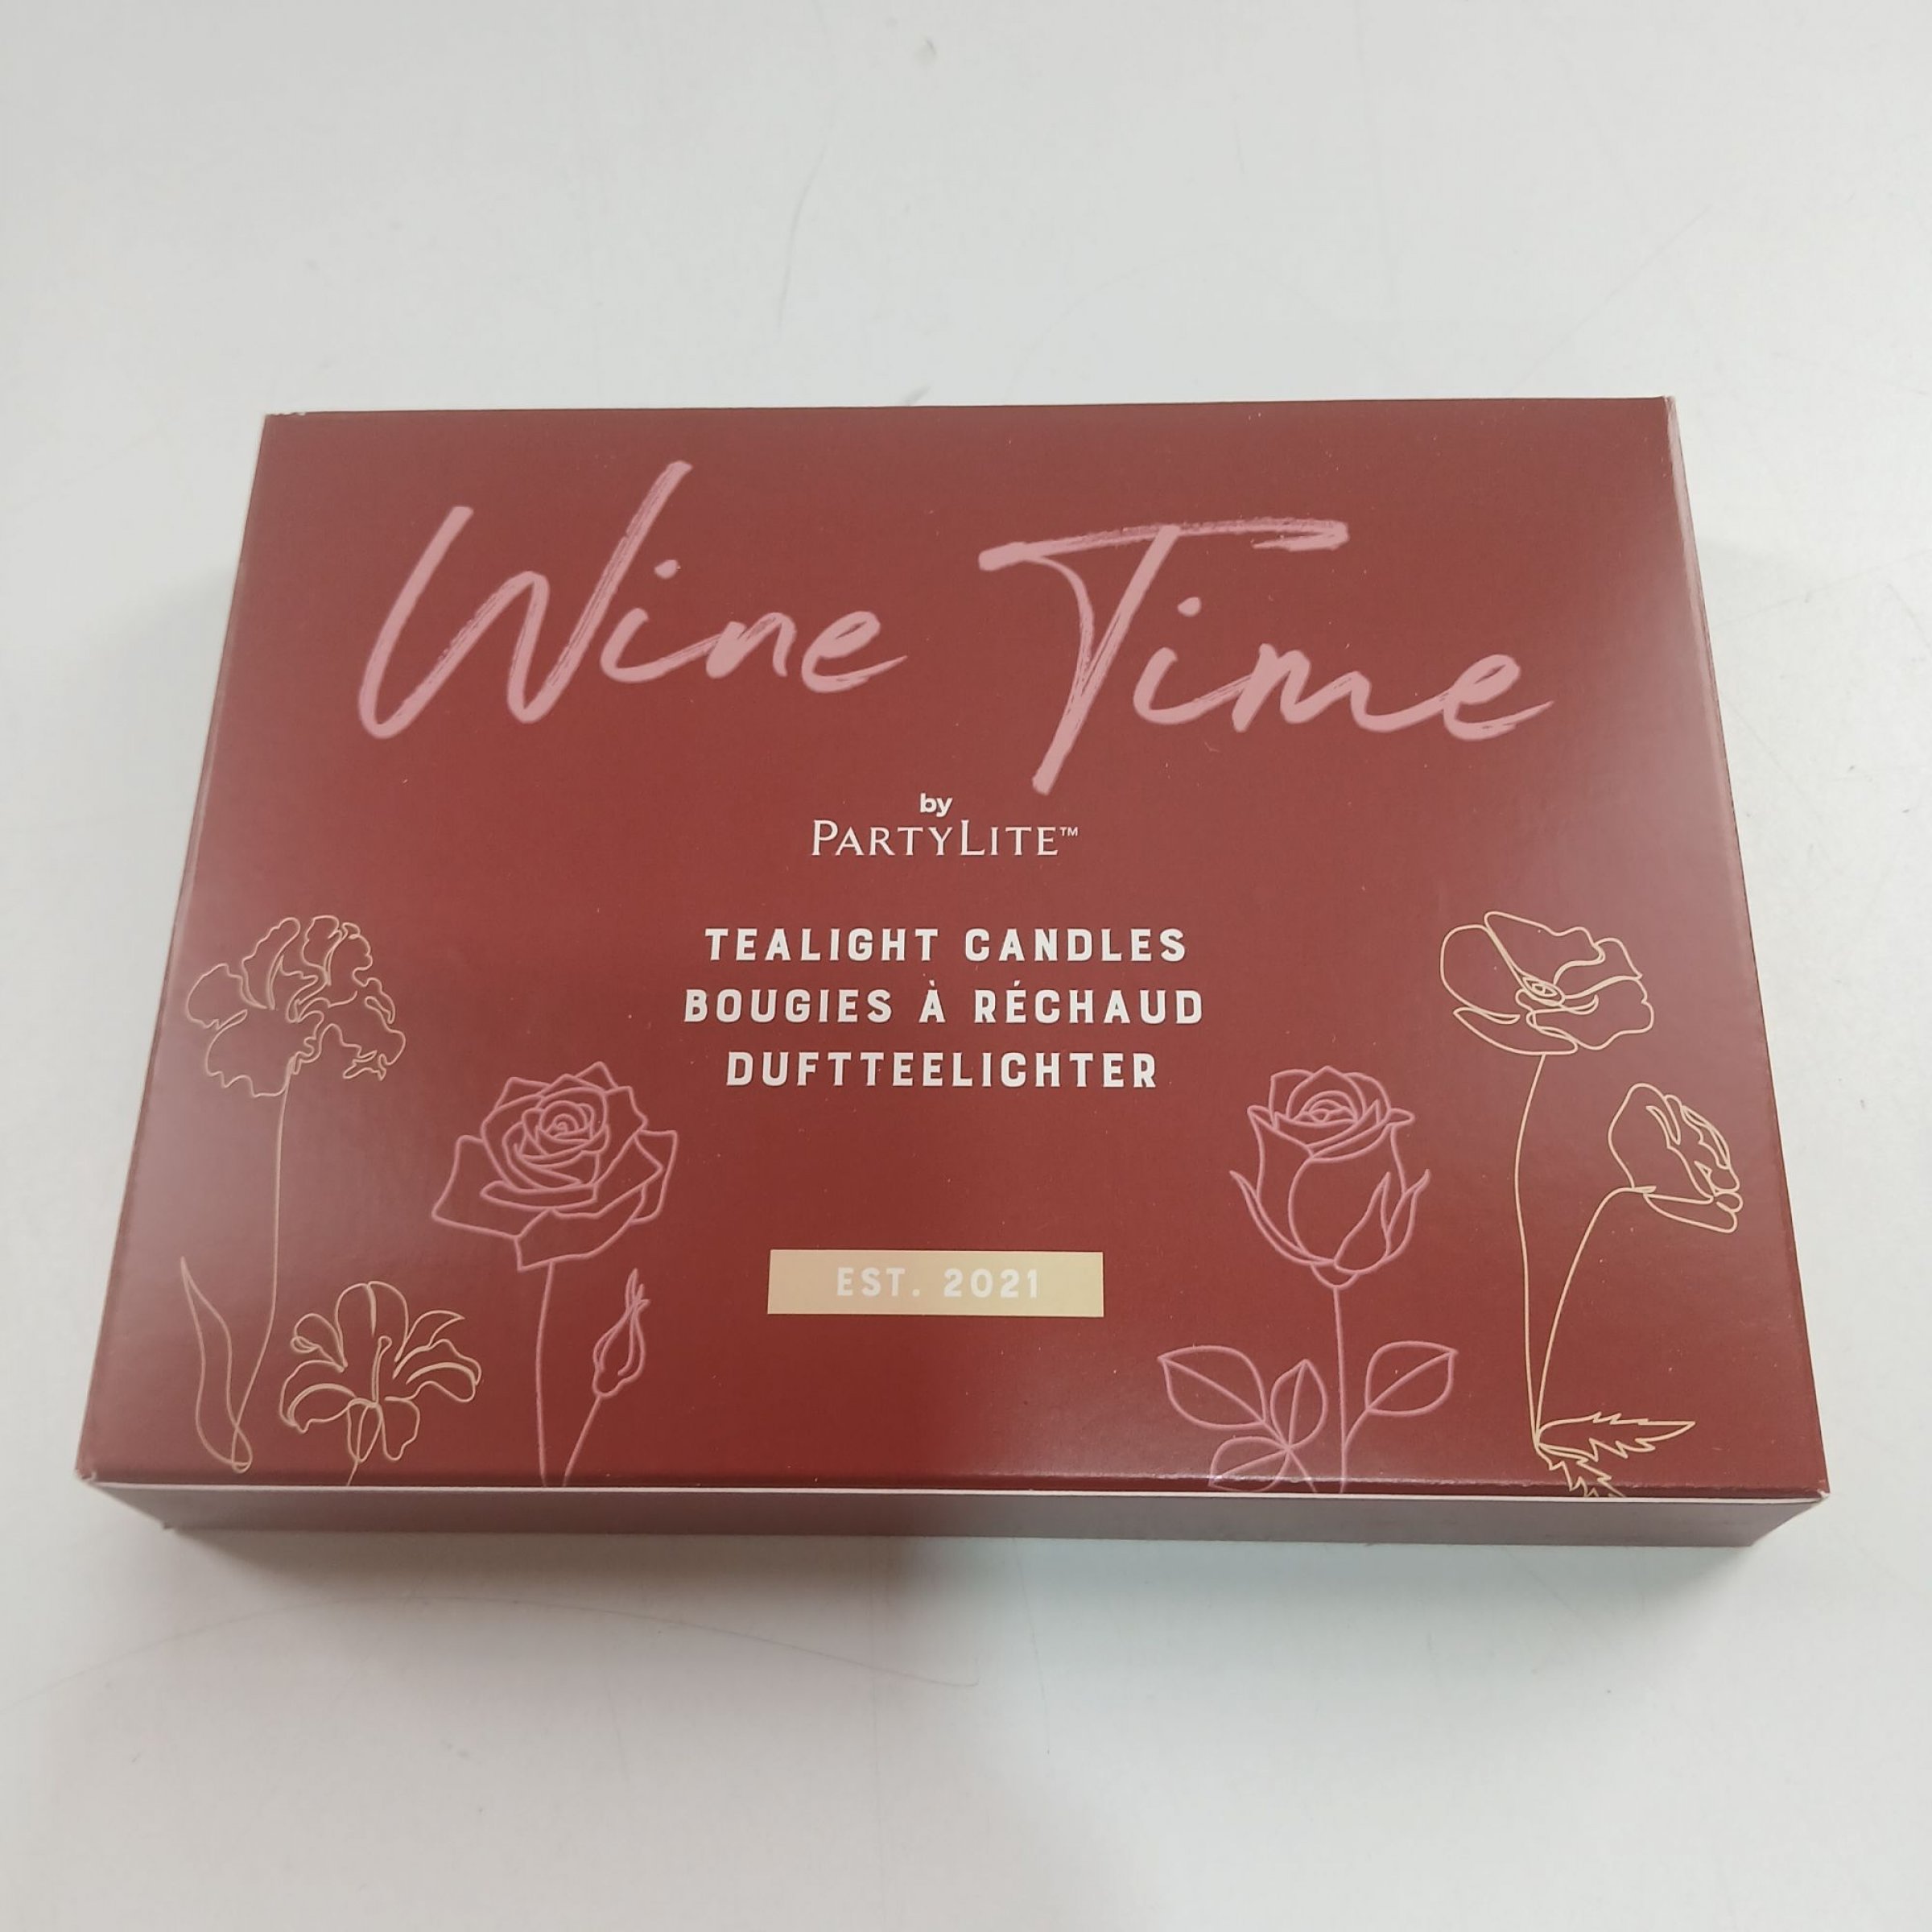 Wine Time
by
PARTYLITE™
TEALIGHT CANDLES
BOUGIES À RÉCHAUD
DUFTTEELICHTER
EST. 2021